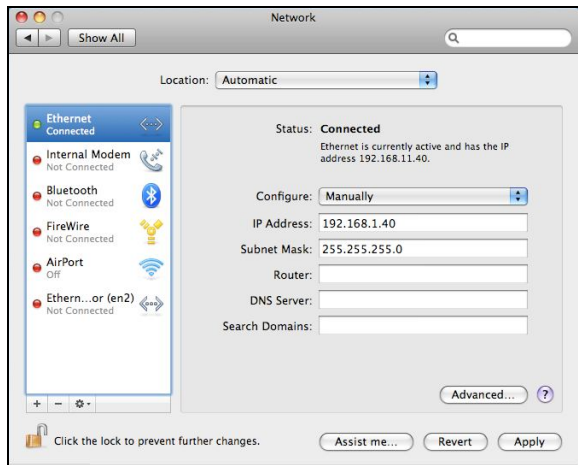 Network
Show All
Location: Automatic
Ethernet
Connected
Internal Modem
Not Connected
Bluetooth
Not Connected
FireWire
Not Connected
AirPort
Off
Ethern...or (en2)
Not Connected
Status: Connected
Ethernet is currently active and has the IP
address 192.168.11.40.
Configure: Manually
IP Address: 192.168.1.40
Subnet Mask: 255.255.255.0
Router:
DNS Server:
Search Domains:
Advanced... ?
+ −
Click the lock to prevent further changes.
Assist me... Revert Apply